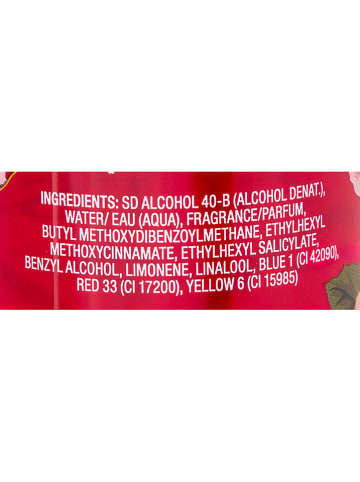 INGREDIENTS: SD ALCOHOL 40-B (ALCOHOL DENAT.),
WATER/ EAU (AQUA), FRAGRANCE/PARFUM,
BUTYL METHOXYDIBENZOYLMETHANE, ETHYLHEXYL
METHOXYCINNAMATE, ETHYLHEXYL SALICYLATE,
BENZYL ALCOHOL, LIMONENE, LINALOOL, BLUE 1 (CI 42090),
RED 33 (CI 17200), YELLOW 6 (CI 15985)